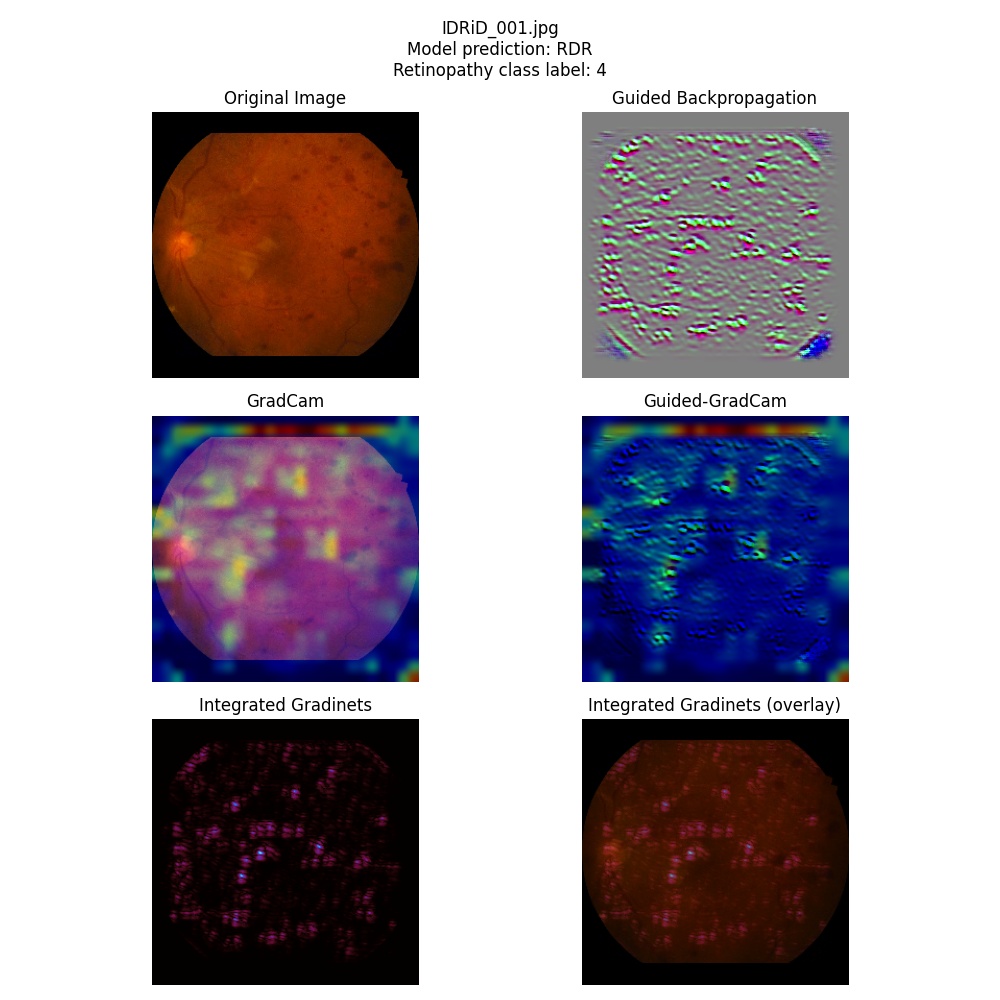 IDRiD_001.jpg
Model prediction: RDR
Retinopathy class label: 4
Original Image
Guided Backpropagation
GradCam
Guided-GradCam
Integrated Gradinets
Integrated Gradinets (overlay)